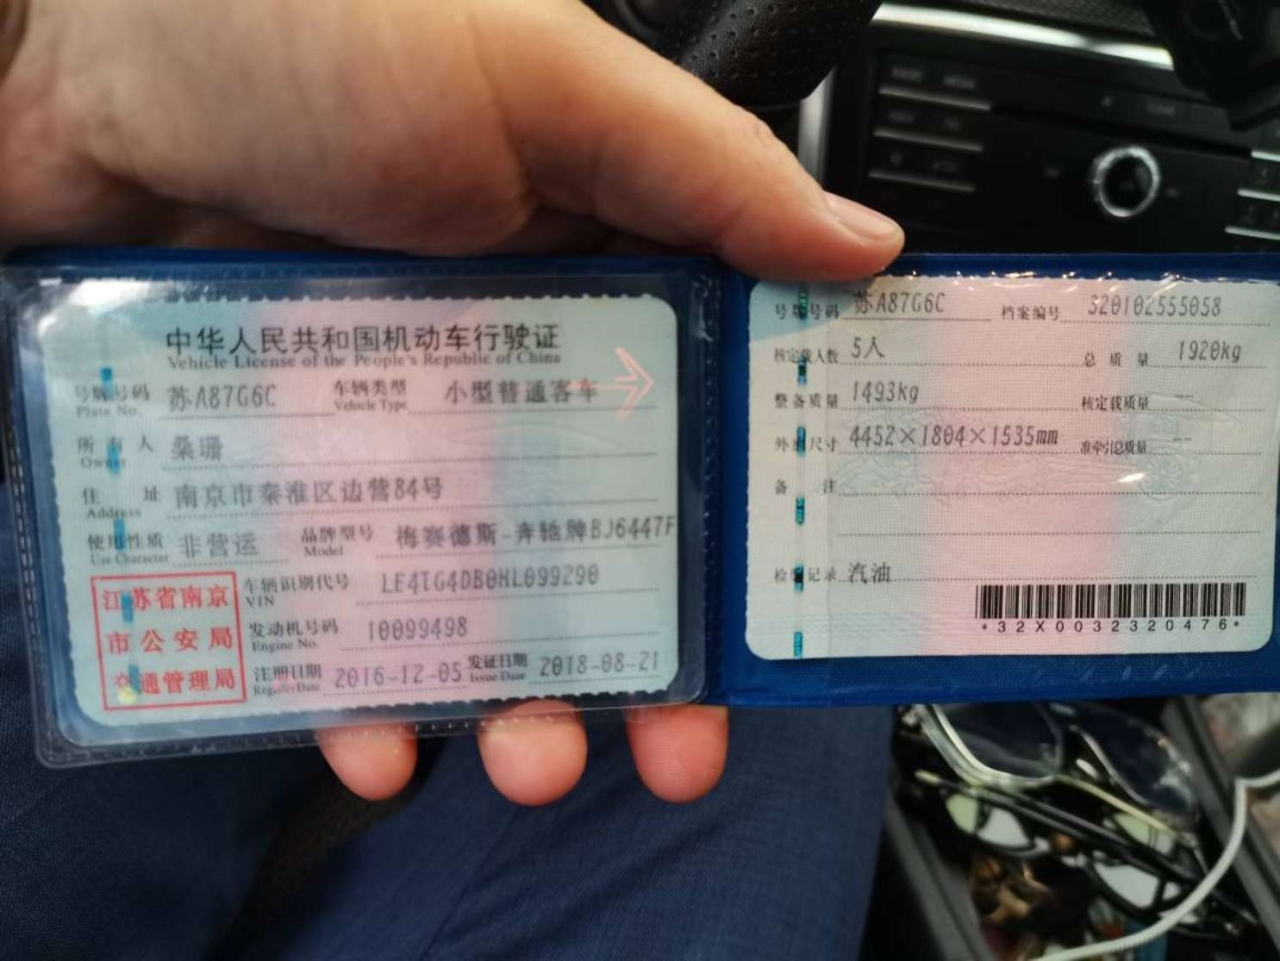 中华人民共和国机动车行驶证
Vehicle License of the People's Republic of China
号牌号码 苏A87G6C 车辆类型 小型普通客车
Plate No. Vehicle Type
所有人 桑珊
Owner
住址 南京市秦淮区边营84号
Address
使用性质 非营运 品牌型号 梅赛德斯-奔驰牌BJ6447F
Use Character Model
江苏省南京
市公安局
交通管理局
车辆识别代号 LE4TG4DB0HL099290
VIN
发动机号码 10099498
Engine No.
注册日期 2016-12-05 发证日期 2018-08-21
Register Date Issue Date
号牌号码 苏A87G6C 档案编号 320102555058
核定载人数 5人 总质量 1920kg
整备质量 1493kg 核定载质量 --
外廓尺寸 4452×1804×1535mm 准牵引总质量 --
备注
检验记录 汽油
*32X0032320476*